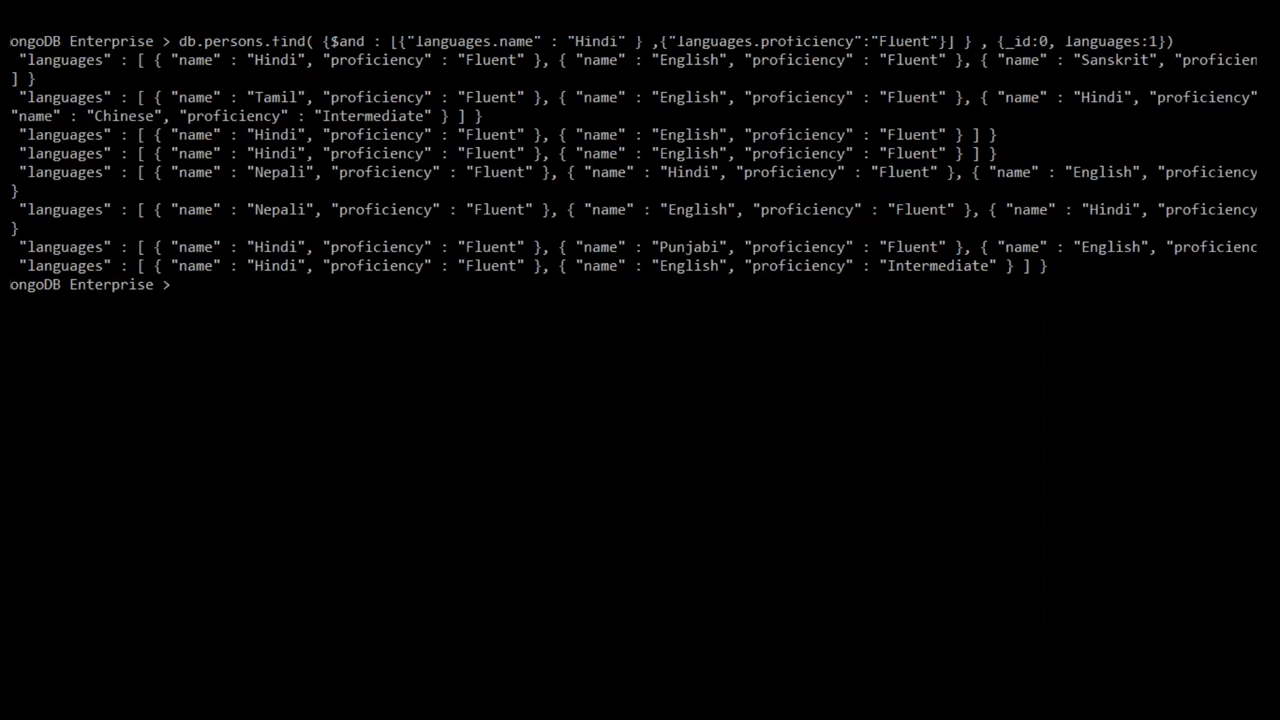 ongoDB Enterprise > db.persons.find( {$and : [{"languages.name" : "Hindi" } ,{"languages.proficiency":"Fluent"}] } , {_id:0, languages:1})
"languages" : [ { "name" : "Hindi", "proficiency" : "Fluent" }, { "name" : "English", "proficiency" : "Fluent" }, { "name" : "Sanskrit", "proficien
] }
"languages" : [ { "name" : "Tamil", "proficiency" : "Fluent" }, { "name" : "English", "proficiency" : "Fluent" }, { "name" : "Hindi", "proficiency"
"name" : "Chinese", "proficiency" : "Intermediate" } ] }
"languages" : [ { "name" : "Hindi", "proficiency" : "Fluent" }, { "name" : "English", "proficiency" : "Fluent" } ] }
"languages" : [ { "name" : "Hindi", "proficiency" : "Fluent" }, { "name" : "English", "proficiency" : "Fluent" } ] }
"languages" : [ { "name" : "Nepali", "proficiency" : "Fluent" }, { "name" : "Hindi", "proficiency" : "Fluent" }, { "name" : "English", "proficiency
}
"languages" : [ { "name" : "Nepali", "proficiency" : "Fluent" }, { "name" : "English", "proficiency" : "Fluent" }, { "name" : "Hindi", "proficiency
}
"languages" : [ { "name" : "Hindi", "proficiency" : "Fluent" }, { "name" : "Punjabi", "proficiency" : "Fluent" }, { "name" : "English", "proficienc
"languages" : [ { "name" : "Hindi", "proficiency" : "Fluent" }, { "name" : "English", "proficiency" : "Intermediate" } ] }
ongoDB Enterprise >